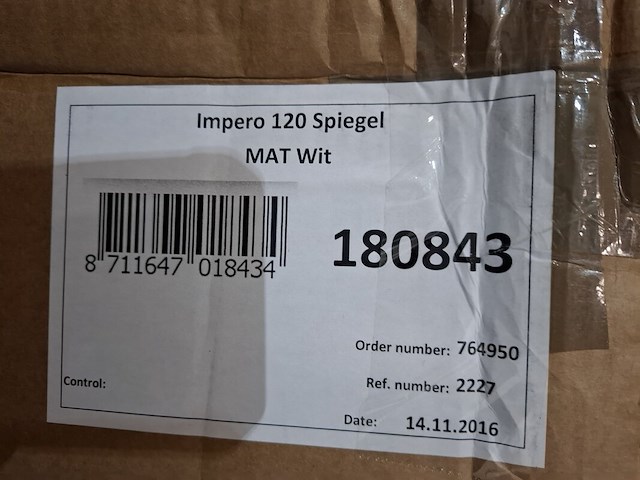 Impero 120 Spiegel
MAT Wit
180843
8 711647 018434
Order number: 764950
Control:
Ref. number: 2227
Date: 14.11.2016